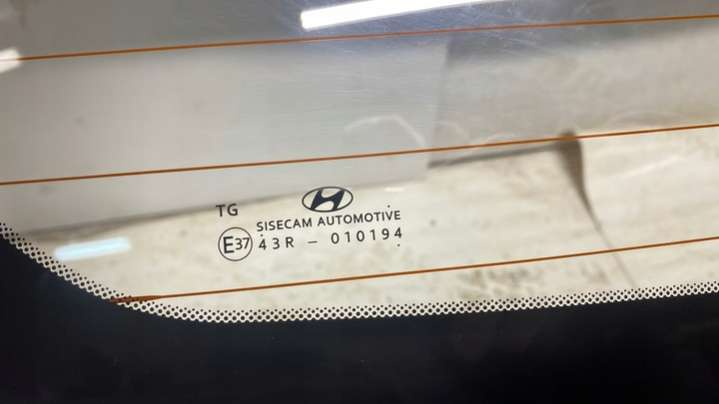 TG
SISECAM AUTOMOTIVE
E37 43R - 010194